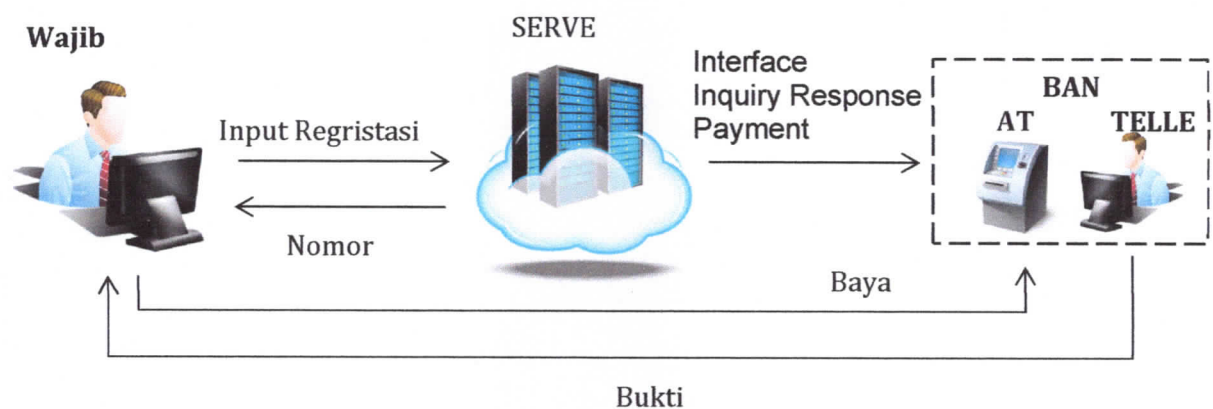 Wajib
SERVE
Interface
Inquiry Response
Payment
BAN
AT TELLE
Input Regristasi
Nomor
Baya
Bukti